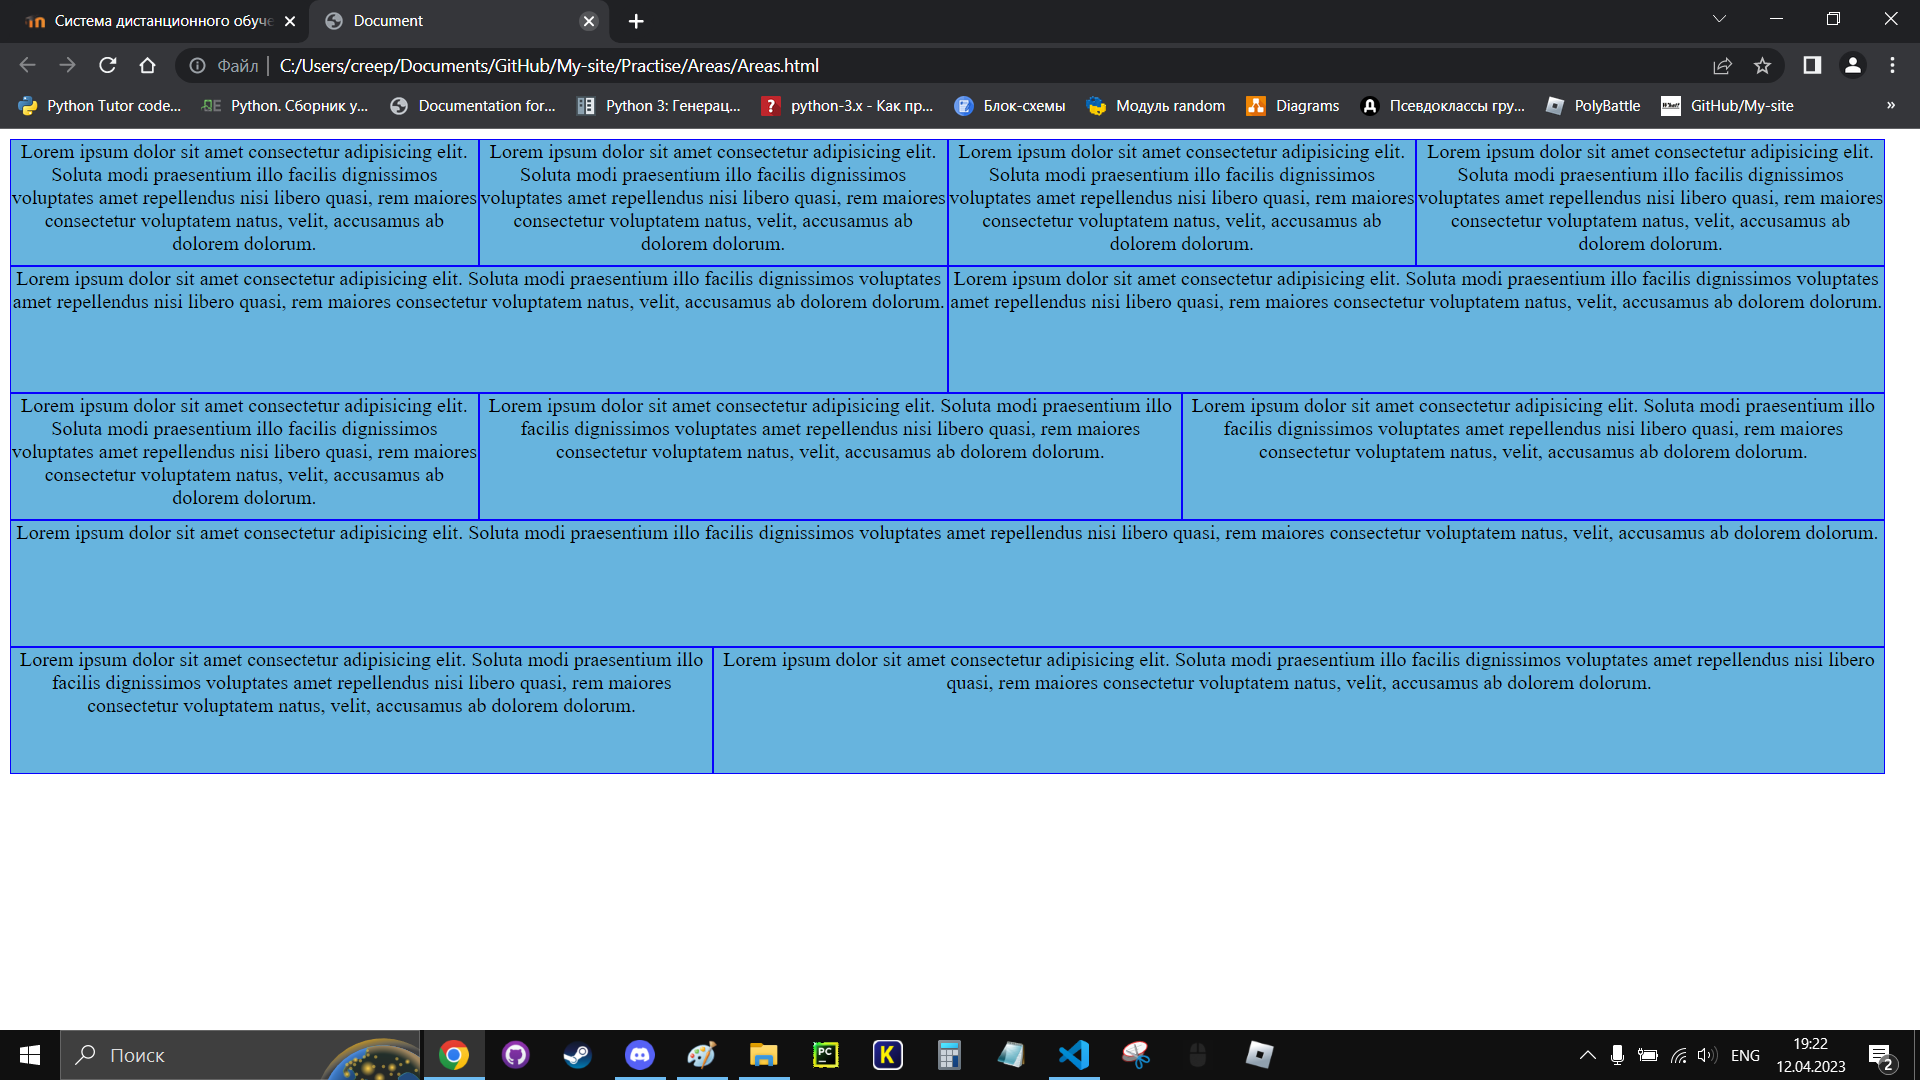 Система дистанционного обуче
Document
Файл | C:/Users/creep/Documents/GitHub/My-site/Practise/Areas/Areas.html
Python Tutor code... Python. Сборник у... Documentation for... Python 3: Генерац... ? python-3.x - Как пр... Блок-схемы Модуль random Diagrams Псевдоклассы гру... PolyBattle What? GitHub/My-site »
Lorem ipsum dolor sit amet consectetur adipisicing elit.
Soluta modi praesentium illo facilis dignissimos
voluptates amet repellendus nisi libero quasi, rem maiores
consectetur voluptatem natus, velit, accusamus ab
dolorem dolorum.
Lorem ipsum dolor sit amet consectetur adipisicing elit.
Soluta modi praesentium illo facilis dignissimos
voluptates amet repellendus nisi libero quasi, rem maiores
consectetur voluptatem natus, velit, accusamus ab
dolorem dolorum.
Lorem ipsum dolor sit amet consectetur adipisicing elit.
Soluta modi praesentium illo facilis dignissimos
voluptates amet repellendus nisi libero quasi, rem maiores
consectetur voluptatem natus, velit, accusamus ab
dolorem dolorum.
Lorem ipsum dolor sit amet consectetur adipisicing elit.
Soluta modi praesentium illo facilis dignissimos
voluptates amet repellendus nisi libero quasi, rem maiores
consectetur voluptatem natus, velit, accusamus ab
dolorem dolorum.
Lorem ipsum dolor sit amet consectetur adipisicing elit. Soluta modi praesentium illo facilis dignissimos voluptates
amet repellendus nisi libero quasi, rem maiores consectetur voluptatem natus, velit, accusamus ab dolorem dolorum.
Lorem ipsum dolor sit amet consectetur adipisicing elit. Soluta modi praesentium illo facilis dignissimos voluptates
amet repellendus nisi libero quasi, rem maiores consectetur voluptatem natus, velit, accusamus ab dolorem dolorum.
Lorem ipsum dolor sit amet consectetur adipisicing elit.
Soluta modi praesentium illo facilis dignissimos
voluptates amet repellendus nisi libero quasi, rem maiores
consectetur voluptatem natus, velit, accusamus ab
dolorem dolorum.
Lorem ipsum dolor sit amet consectetur adipisicing elit. Soluta modi praesentium illo
facilis dignissimos voluptates amet repellendus nisi libero quasi, rem maiores
consectetur voluptatem natus, velit, accusamus ab dolorem dolorum.
Lorem ipsum dolor sit amet consectetur adipisicing elit. Soluta modi praesentium illo
facilis dignissimos voluptates amet repellendus nisi libero quasi, rem maiores
consectetur voluptatem natus, velit, accusamus ab dolorem dolorum.
Lorem ipsum dolor sit amet consectetur adipisicing elit. Soluta modi praesentium illo facilis dignissimos voluptates amet repellendus nisi libero quasi, rem maiores consectetur voluptatem natus, velit, accusamus ab dolorem dolorum.
Lorem ipsum dolor sit amet consectetur adipisicing elit. Soluta modi praesentium illo
facilis dignissimos voluptates amet repellendus nisi libero quasi, rem maiores
consectetur voluptatem natus, velit, accusamus ab dolorem dolorum.
Lorem ipsum dolor sit amet consectetur adipisicing elit. Soluta modi praesentium illo facilis dignissimos voluptates amet repellendus nisi libero
quasi, rem maiores consectetur voluptatem natus, velit, accusamus ab dolorem dolorum.
Поиск
PC
K
ENG
19:22
12.04.2023
2